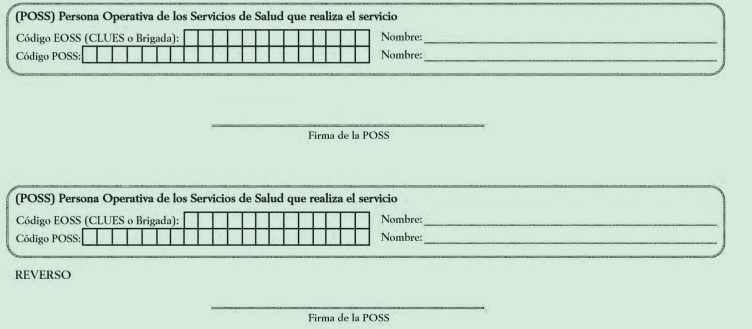 (POSS) Persona Operativa de los Servicios de Salud que realiza el servicio
Código EOSS (CLUES o Brigada): Nombre:
Código POSS: Nombre:
Firma de la POSS
(POSS) Persona Operativa de los Servicios de Salud que realiza el servicio
Código EOSS (CLUES o Brigada): Nombre:
Código POSS: Nombre:
REVERSO
Firma de la POSS